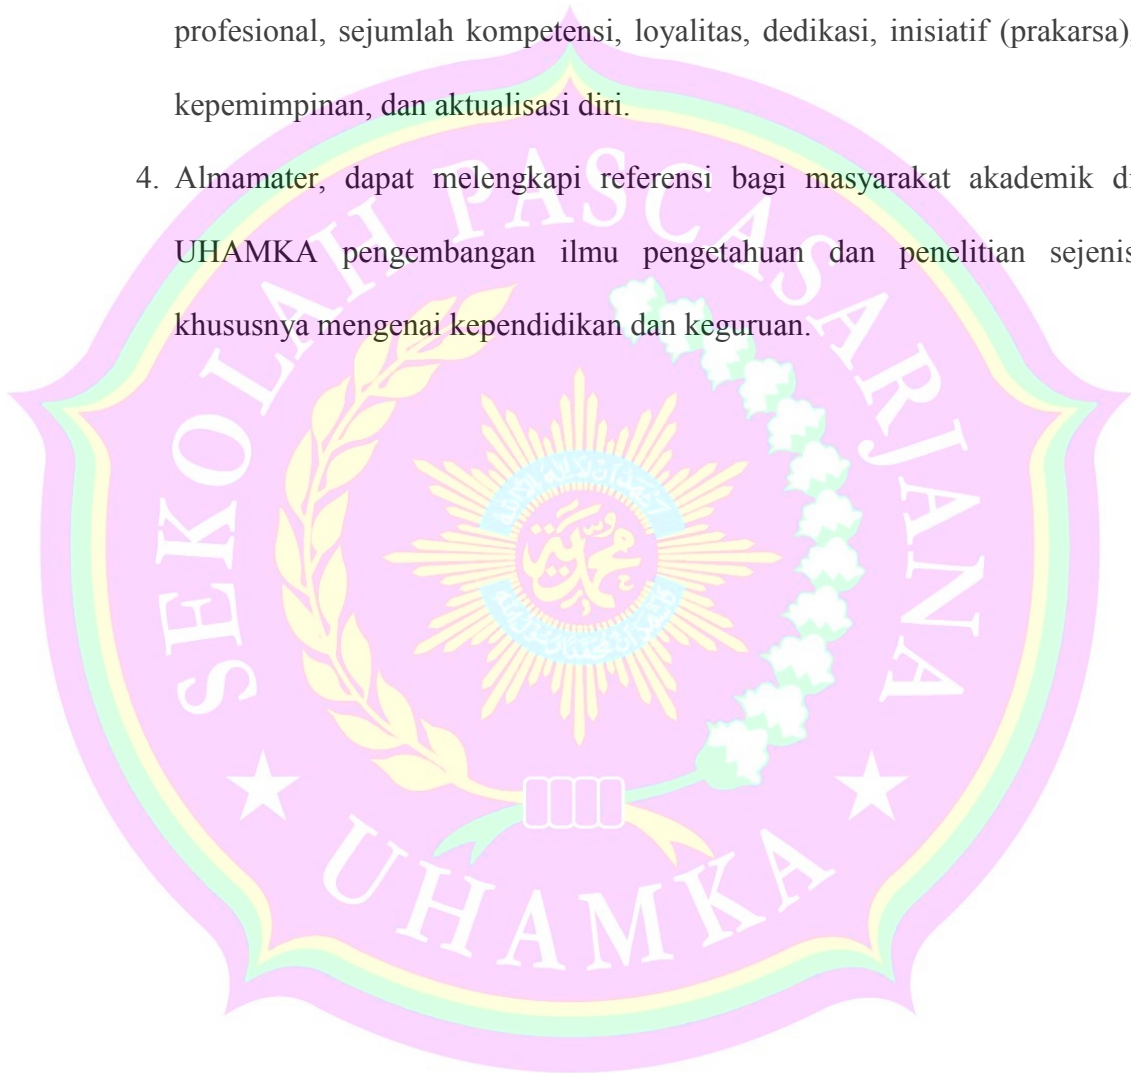 profesional, sejumlah kompetensi, loyalitas, dedikasi, inisiatif (prakarsa),
kepemimpinan, dan aktualisasi diri.
4. Almamater, dapat melengkapi referensi bagi masyarakat akademik di
UHAMKA pengembangan ilmu pengetahuan dan penelitian sejenis
khususnya mengenai kependidikan dan keguruan.
SEKOLAH PASCASARJANA
محمدية
UHAMKA